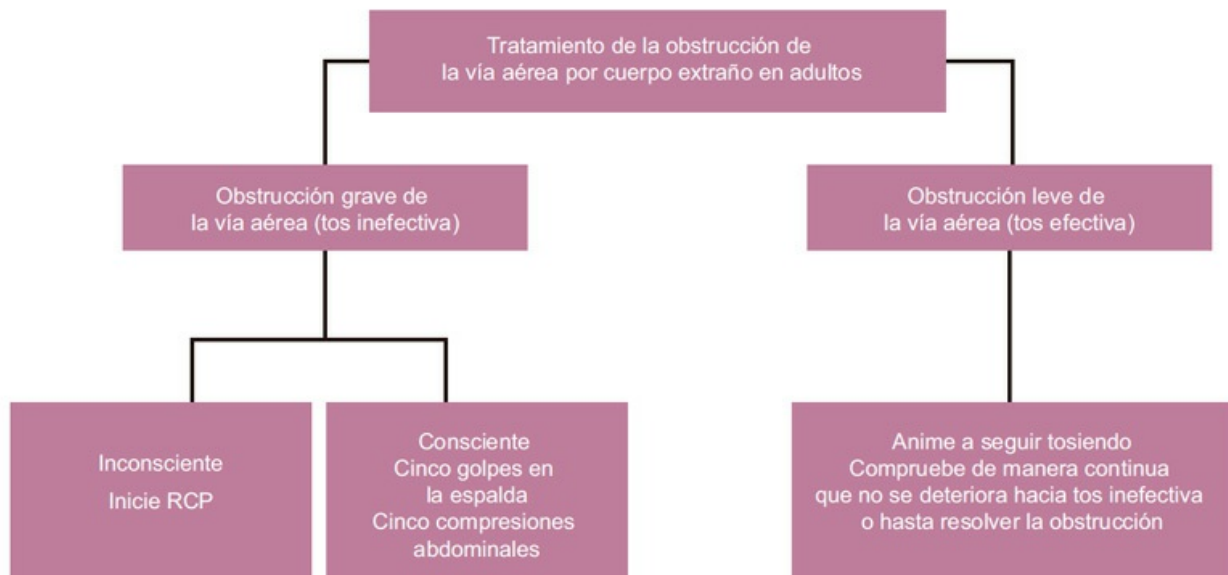 Tratamiento de la obstrucción de
la vía aérea por cuerpo extraño en adultos
Obstrucción grave de
la vía aérea (tos inefectiva)
Obstrucción leve de
la vía aérea (tos efectiva)
Inconsciente
Inicie RCP
Consciente
Cinco golpes en
la espalda
Cinco compresiones
abdominales
Anime a seguir tosiendo
Compruebe de manera continua
que no se deteriora hacia tos inefectiva
o hasta resolver la obstrucción